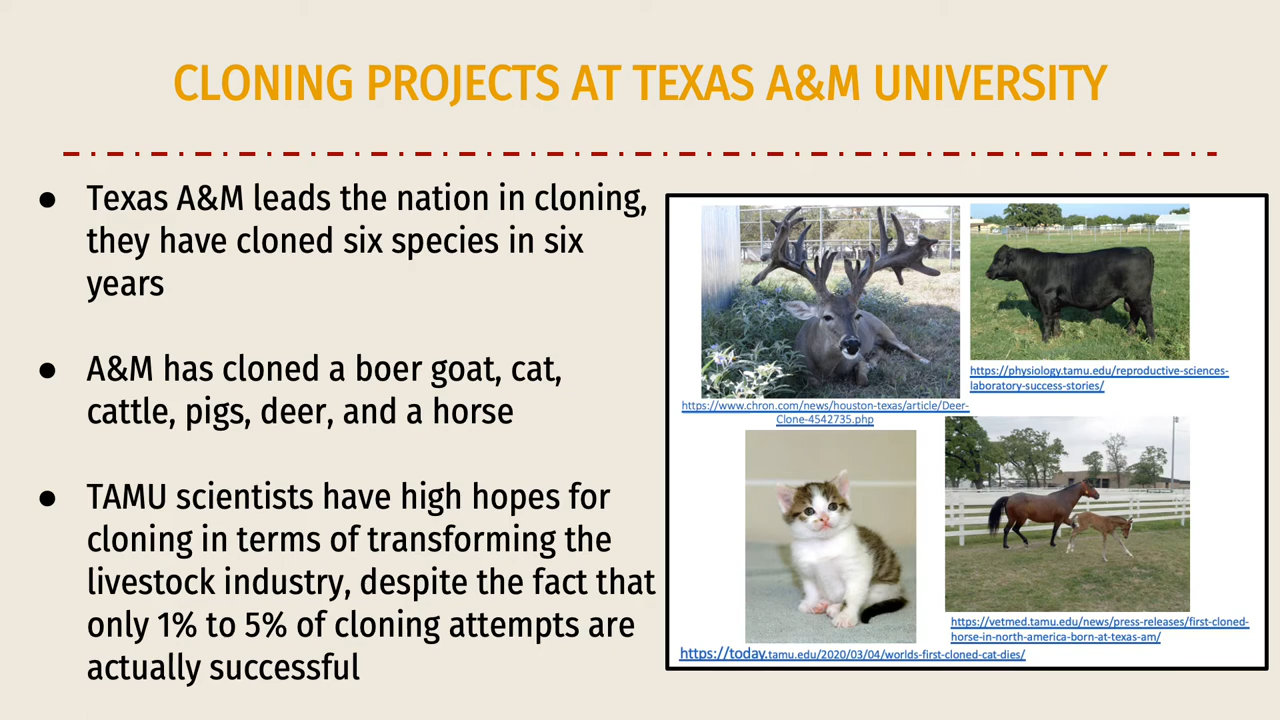 CLONING PROJECTS AT TEXAS A&M UNIVERSITY
● Texas A&M leads the nation in cloning,
they have cloned six species in six
years
● A&M has cloned a boer goat, cat,
cattle, pigs, deer, and a horse
● TAMU scientists have high hopes for
cloning in terms of transforming the
livestock industry, despite the fact that
only 1% to 5% of cloning attempts are
actually successful
https://www.chron.com/news/houston-texas/article/Deer-
Clone-4542735.php
https://physiology.tamu.edu/reproductive-sciences-
laboratory-success-stories/
https://today.tamu.edu/2020/03/04/worlds-first-cloned-cat-dies/
https://vetmed.tamu.edu/news/press-releases/first-cloned-
horse-in-north-america-born-at-texas-am/